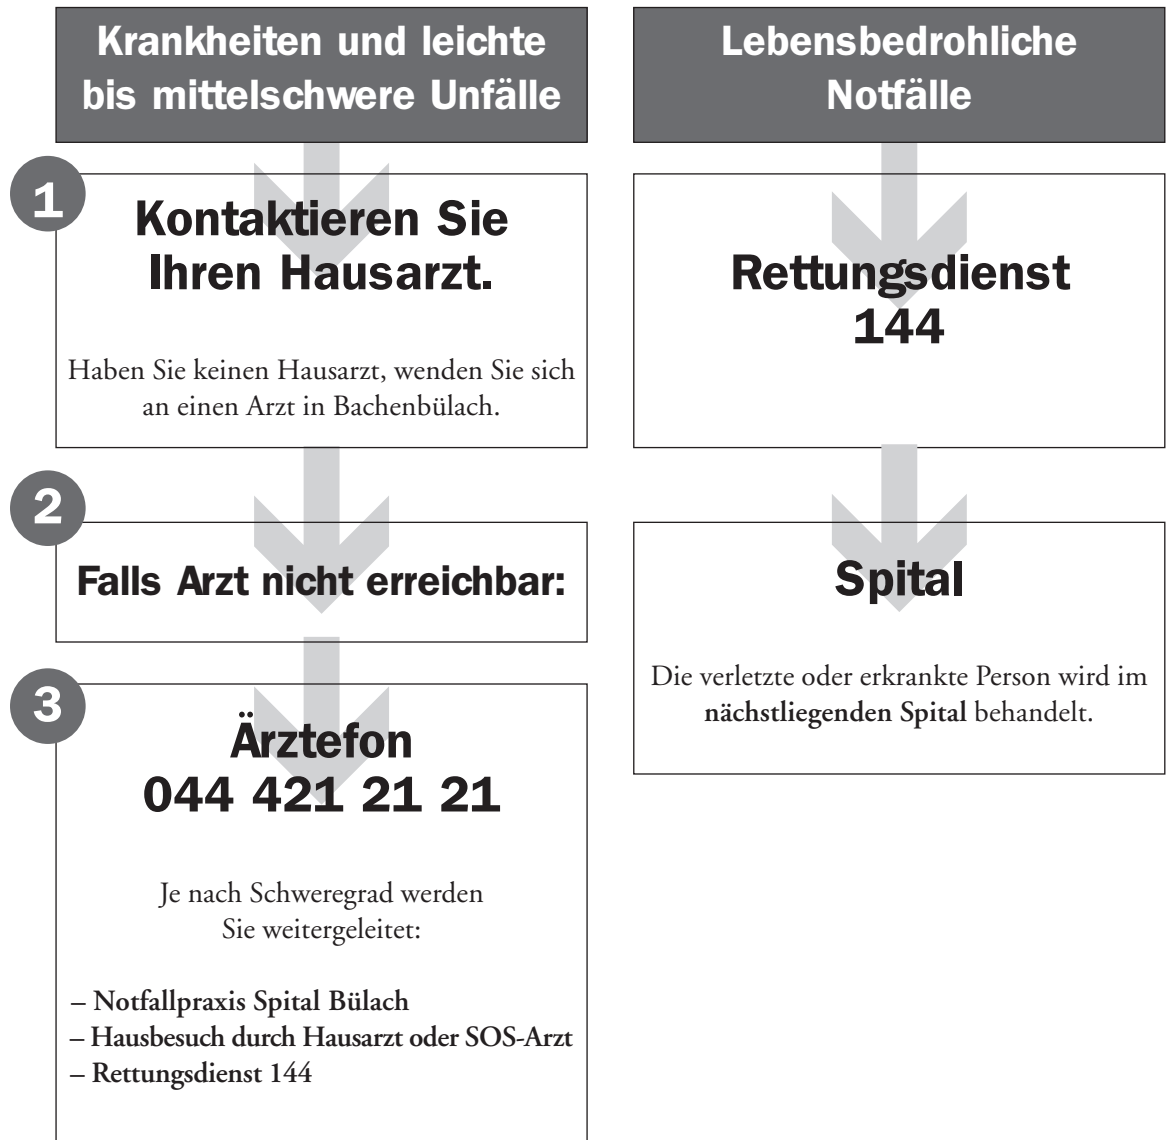 Krankheiten und leichte
bis mittelschwere Unfälle
1
Kontaktieren Sie
Ihren Hausarzt.
Haben Sie keinen Hausarzt, wenden Sie sich
an einen Arzt in Bachenbülach.
2
Falls Arzt nicht erreichbar:
3
Ärztefon
044 421 21 21
Je nach Schweregrad werden
Sie weitergeleitet:
– Notfallpraxis Spital Bülach
– Hausbesuch durch Hausarzt oder SOS-Arzt
– Rettungsdienst 144
Lebensbedrohliche
Notfälle
Rettungsdienst
144
Spital
Die verletzte oder erkrankte Person wird im
nächstliegenden Spital behandelt.